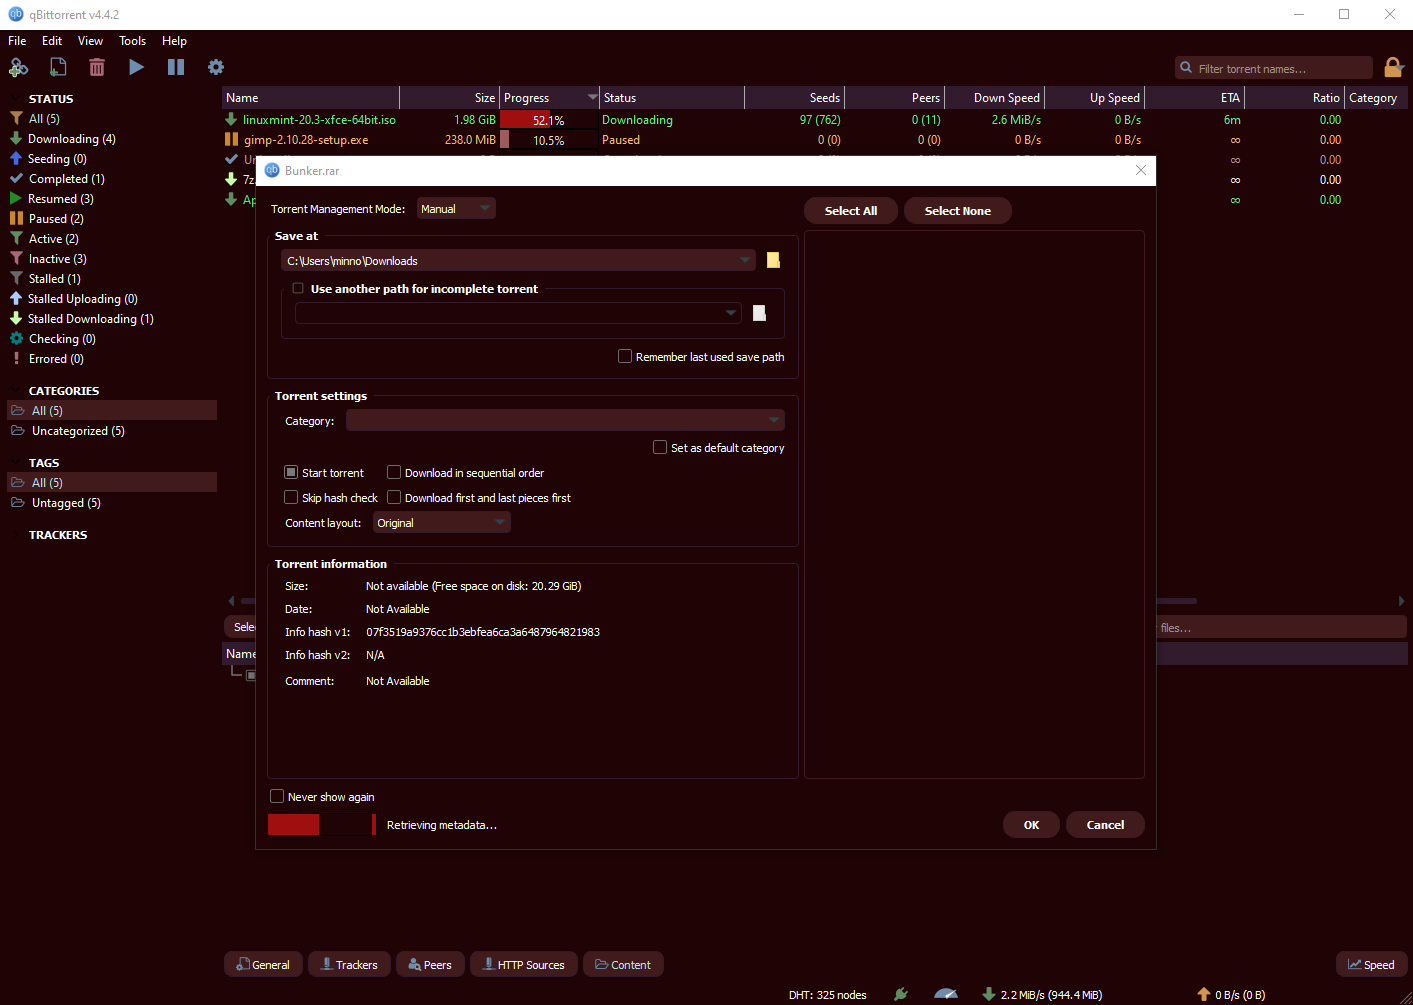 qBittorrent v4.4.2
File Edit View Tools Help
Filter torrent names...
STATUS
All (5)
Downloading (4)
Seeding (0)
Completed (1)
Resumed (3)
Paused (2)
Active (2)
Inactive (3)
Stalled (1)
Stalled Uploading (0)
Stalled Downloading (1)
Checking (0)
Errored (0)
CATEGORIES
All (5)
Uncategorized (5)
TAGS
All (5)
Untagged (5)
TRACKERS
Name Size Progress Status Seeds Peers Down Speed Up Speed ETA Ratio Category
linuxmint-20.3-xfce-64bit.iso 1.98 GiB 52.1% Downloading 97 (762) 0 (11) 2.6 MiB/s 0 B/s 6m 0.00
gimp-2.10.28-setup.exe 238.0 MiB 10.5% Paused 0 (0) 0 (0) 0 B/s 0 B/s ∞ 0.00
∞ 0.00
7z ∞ 0.00
Ap ∞ 0.00
Bunker.rar
Torrent Management Mode: Manual
Save at
C:\Users\minno\Downloads
Use another path for incomplete torrent
Remember last used save path
Torrent settings
Category:
Set as default category
Start torrent Download in sequential order
Skip hash check Download first and last pieces first
Content layout: Original
Torrent information
Size: Not available (Free space on disk: 20.29 GiB)
Date: Not Available
Info hash v1: 07f3519a9376cc1b3ebfea6ca3a6487964821983
Info hash v2: N/A
Comment: Not Available
Never show again
Retrieving metadata...
Select All Select None
OK Cancel
Sele files...
Name
General Trackers Peers HTTP Sources Content Speed
DHT: 325 nodes 2.2 MiB/s (944.4 MiB) 0 B/s (0 B)